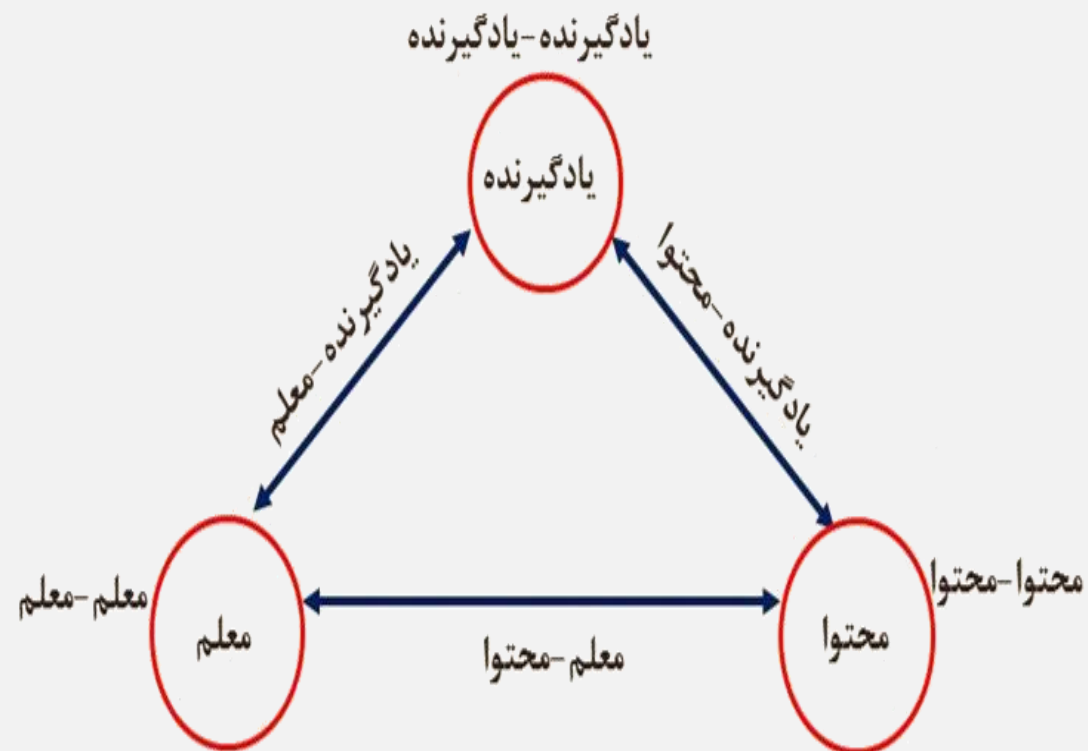 یادگیرنده-یادگیرنده
یادگیرنده
یادگیرنده-معلم
یادگیرنده-محتوا
معلم-معلم
معلم
معلم-محتوا
محتوا
محتوا-محتوا